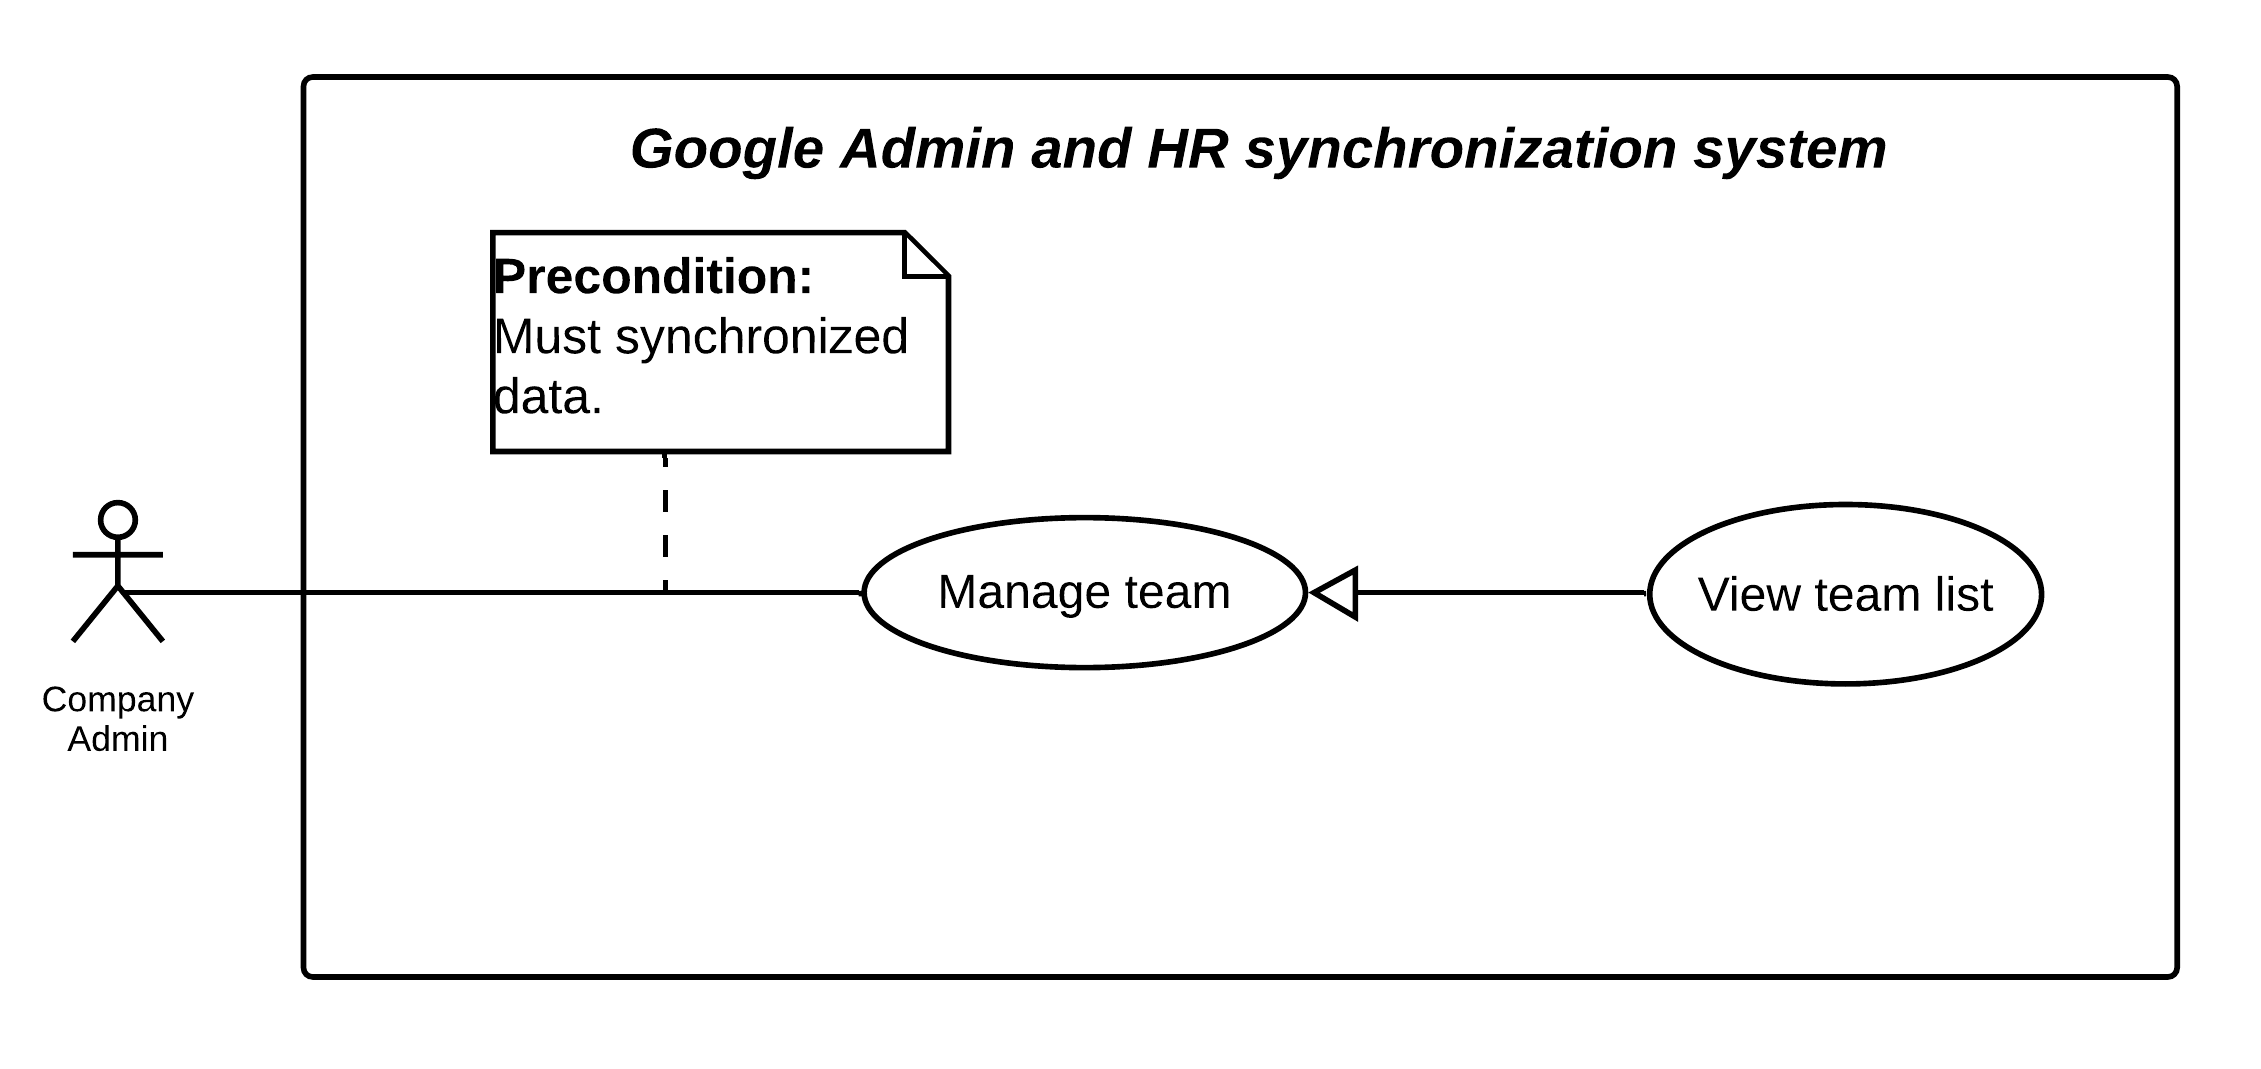 Google Admin and HR synchronization system
Precondition:
Must synchronized
data.
Manage team
View team list
Company
Admin